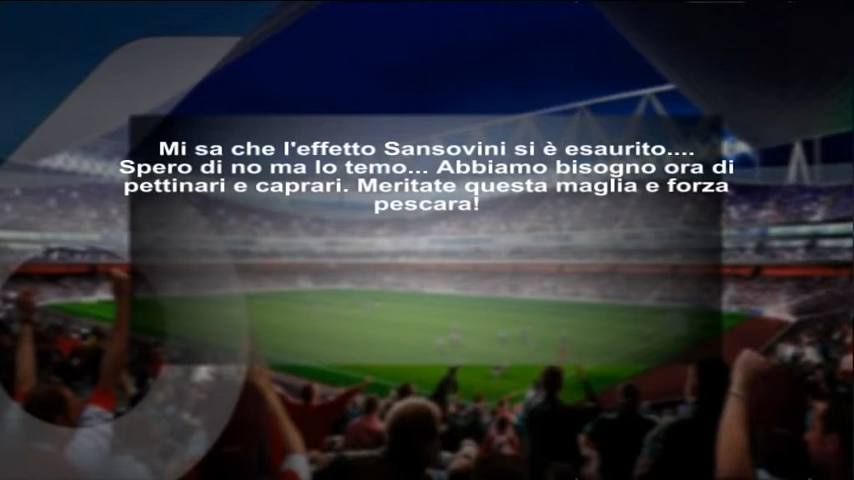 Mi sa che l'effetto Sansovini si è esaurito....
Spero di no ma lo temo... Abbiamo bisogno ora di
pettinari e caprari. Meritate questa maglia e forza
pescara!